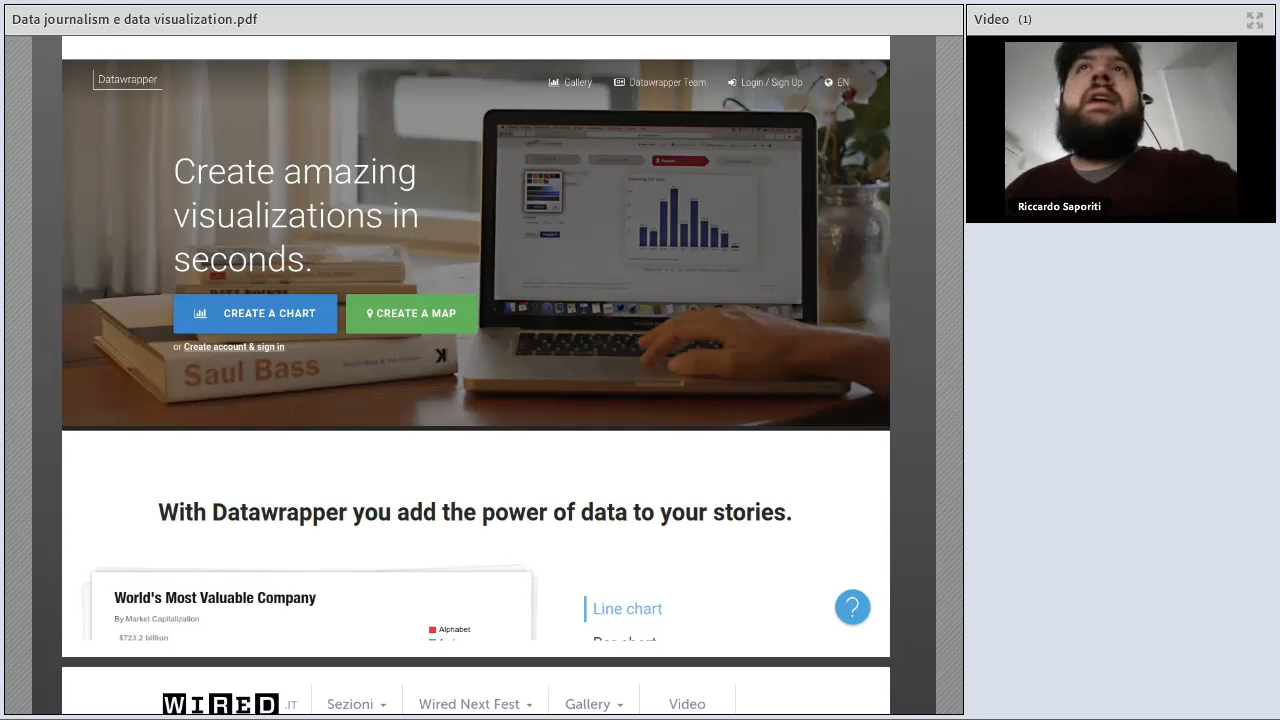 Data journalism e data visualization.pdf
Video (1)
Datawrapper
Gallery
Datawrapper Team
Login / Sign Up
EN
Riccardo Saporiti
Create amazing
visualizations in
seconds.
CREATE A CHART
CREATE A MAP
or Create account & sign in
Saul Bass
With Datawrapper you add the power of data to your stories.
World's Most Valuable Company
By Market Capitalization
$723.2 billion
Alphabet
Line chart
Bar chart
?
WIRED.IT
Sezioni
Wired Next Fest
Gallery
Video